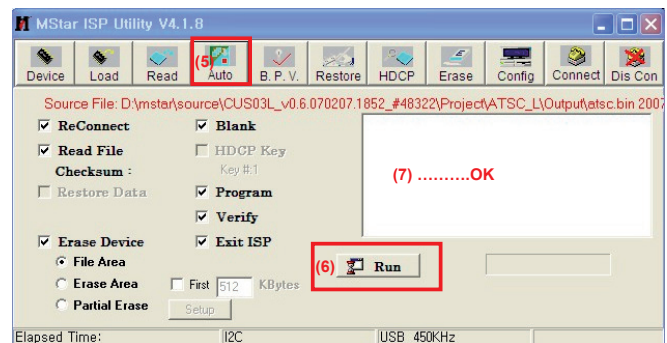 MStar ISP Utility V4.1.8
(5)
Device Load Read Auto B. P. V. Restore HDCP Erase Config Connect Dis Con
Source File: D:\mstar\source\CUS03L_v0.6.070207.1852_#48322\Project\ATSC_L\Output\atsc.bin 2007
ReConnect
Blank
Read File
HDCP Key
Checksum :
Key #:1
(7) ..........OK
Restore Data
Program
Verify
Erase Device
Exit ISP
File Area
(6) Run
Erase Area
First 512 KBytes
Partial Erase
Setup
Elapsed Time: I2C USB 450KHz